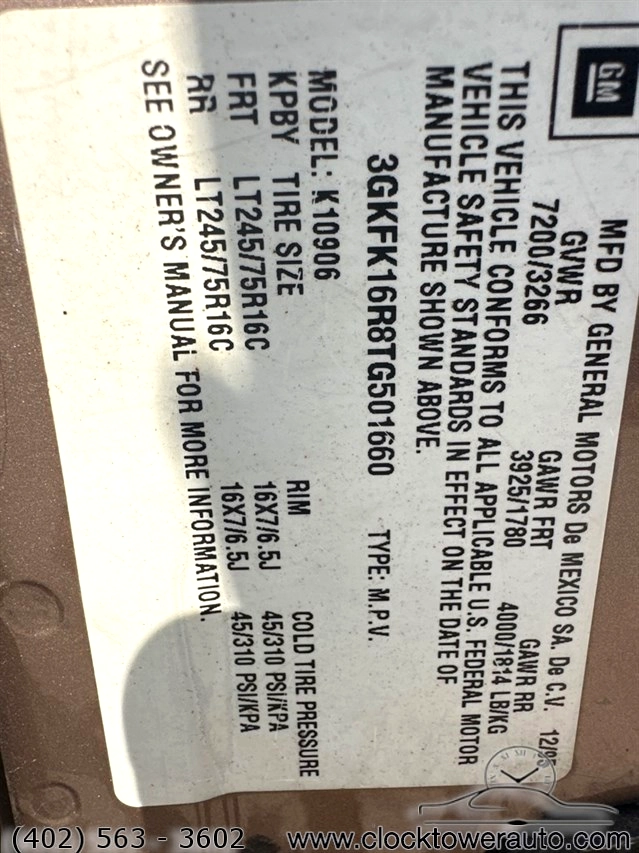 GM
MFD BY GENERAL MOTORS De MEXICO SA. De C.V. 12/95
GVWR GAWR FRT GAWR RR
7200/3266 3925/1780 4000/1814 LB/KG
THIS VEHICLE CONFORMS TO ALL APPLICABLE U.S. FEDERAL MOTOR
VEHICLE SAFETY STANDARDS IN EFFECT ON THE DATE OF
MANUFACTURE SHOWN ABOVE.
3GKFK16R8TG501660 TYPE: M.P.V.
MODEL: K10906
KPBY TIRE SIZE RIM COLD TIRE PRESSURE
FRT LT245/75R16C 16X7/6.5J 45/310 PSI/KPA
RR LT245/75R16C 16X7/6.5J 45/310 PSI/KPA
SEE OWNER'S MANUAL FOR MORE INFORMATION.
(402) 563 - 3602 www.clocktowerauto.com